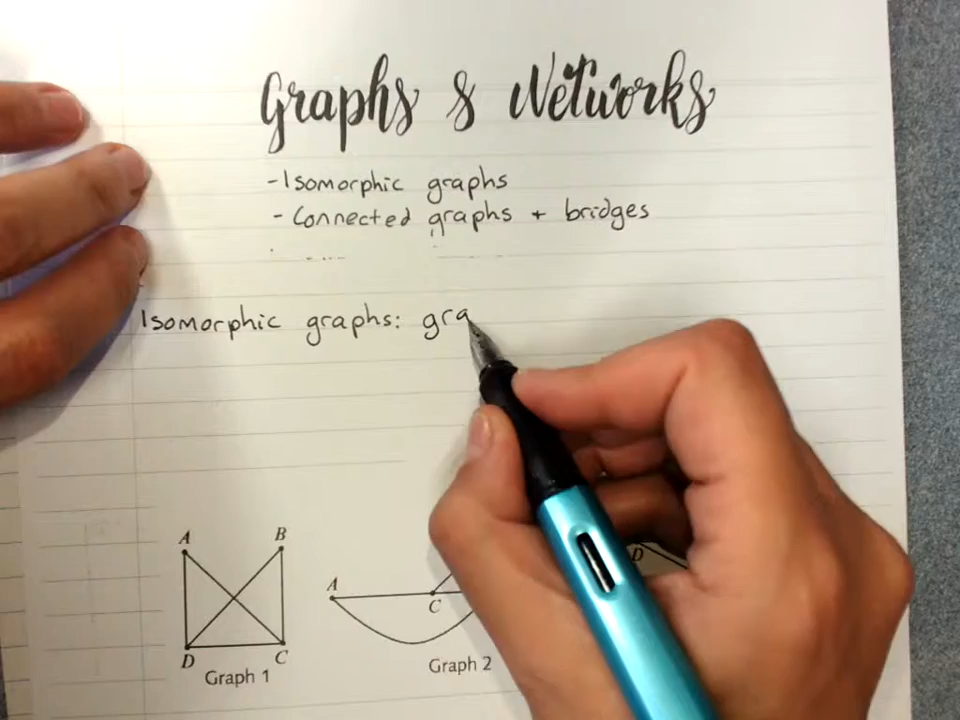 Graphs & Networks
-Isomorphic graphs
- Connected graphs + bridges
Isomorphic graphs: gra
A
B
D
C
Graph 1
A
C
Graph 2
D